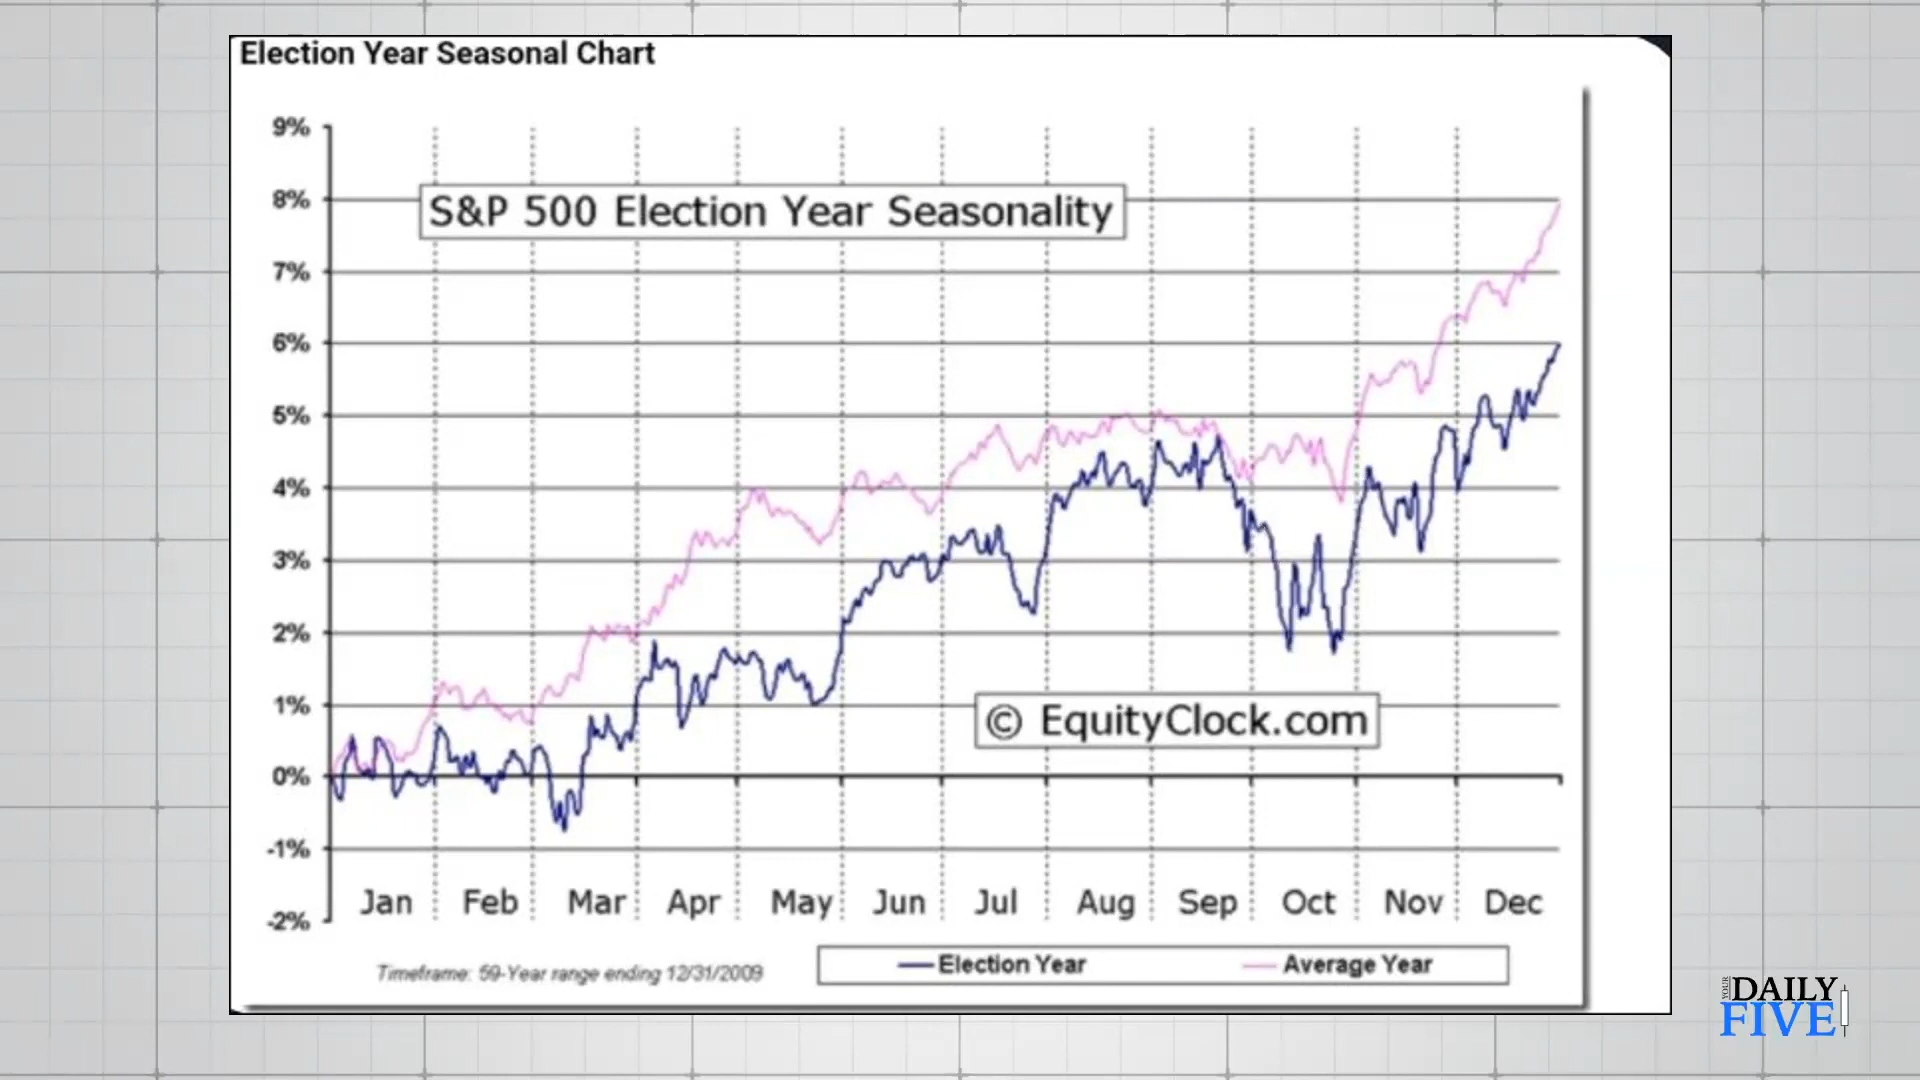 Election Year Seasonal Chart
9%
8%
S&P 500 Election Year Seasonality
7%
6%
5%
4%
3%
2%
1%
© EquityClock.com
0%
-1%
Jan Feb Mar Apr May Jun Jul Aug Sep Oct Nov Dec
-2%
Timeframe: 59-Year range ending 12/31/2009
Election Year Average Year
YOUR
DAILY
FIVE